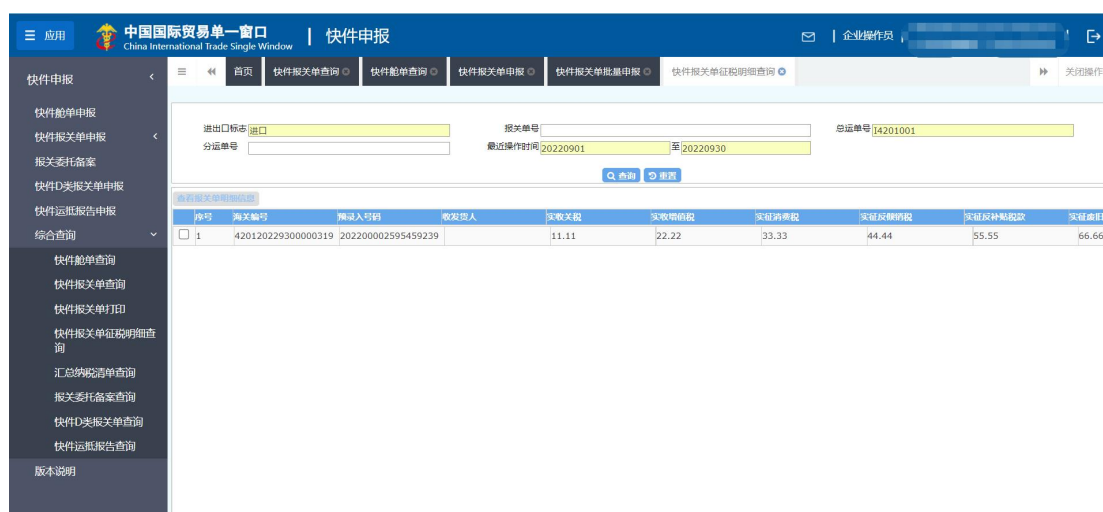 应用
中国国际贸易单一窗口
China International Trade Single Window
快件申报
企业操作员
快件申报
首页
快件报关单查询
快件舱单查询
快件报关单申报
快件报关单批量申报
快件报关单征税明细查询
关闭操作
快件舱单申报
快件报关单申报
报关委托备案
快件D类报关单申报
快件运抵报告申报
综合查询
快件舱单查询
快件报关单查询
快件报关单打印
快件报关单征税明细查
询
汇总纳税清单查询
报关委托备案查询
快件D类报关单查询
快件运抵报告查询
版本说明
进出口标志 进口 报关单号 总运单号 I4201001
分运单号 最近操作时间 20220901 至 20220930
查询 重置
查看报关单明细信息
序号 海关编号 预录入号码 收发货人 实收关税 实收增值税 实征消费税 实征反倾销税 实征反补贴税款
1 420120229300000319 202200002595459239 11.11 22.22 33.33 44.44 55.55 66.66